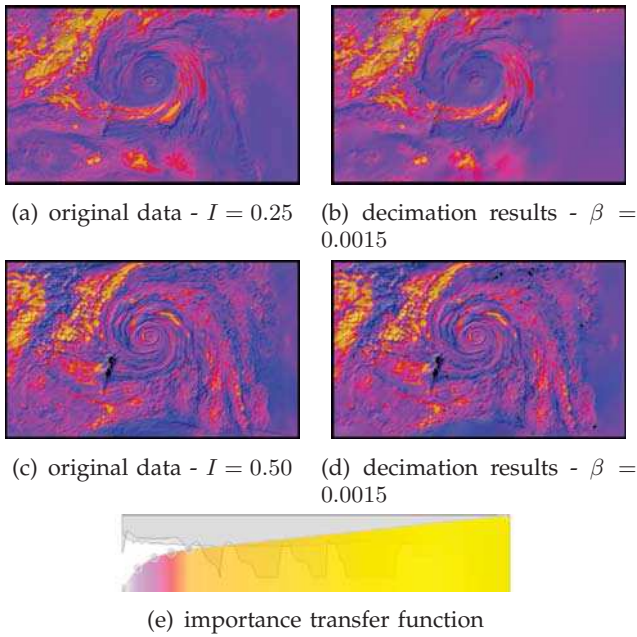 (a) original data - I = 0.25
(b) decimation results - β =
0.0015
(c) original data - I = 0.50
(d) decimation results - β =
0.0015
(e) importance transfer function